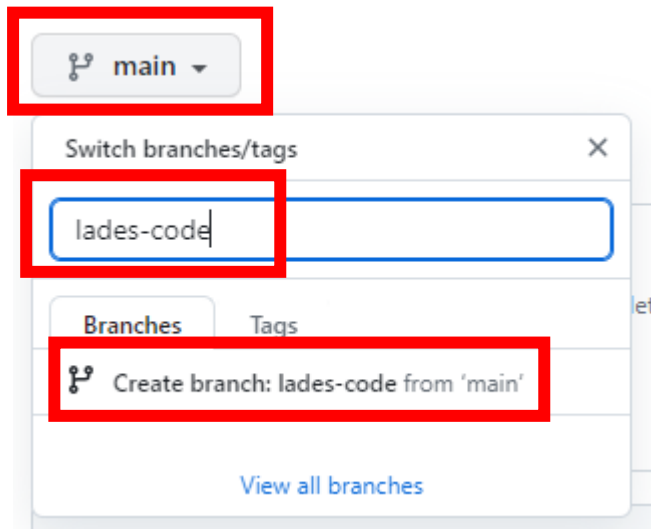 main
Switch branches/tags
lades-code
Branches Tags
Create branch: lades-code from 'main'
View all branches